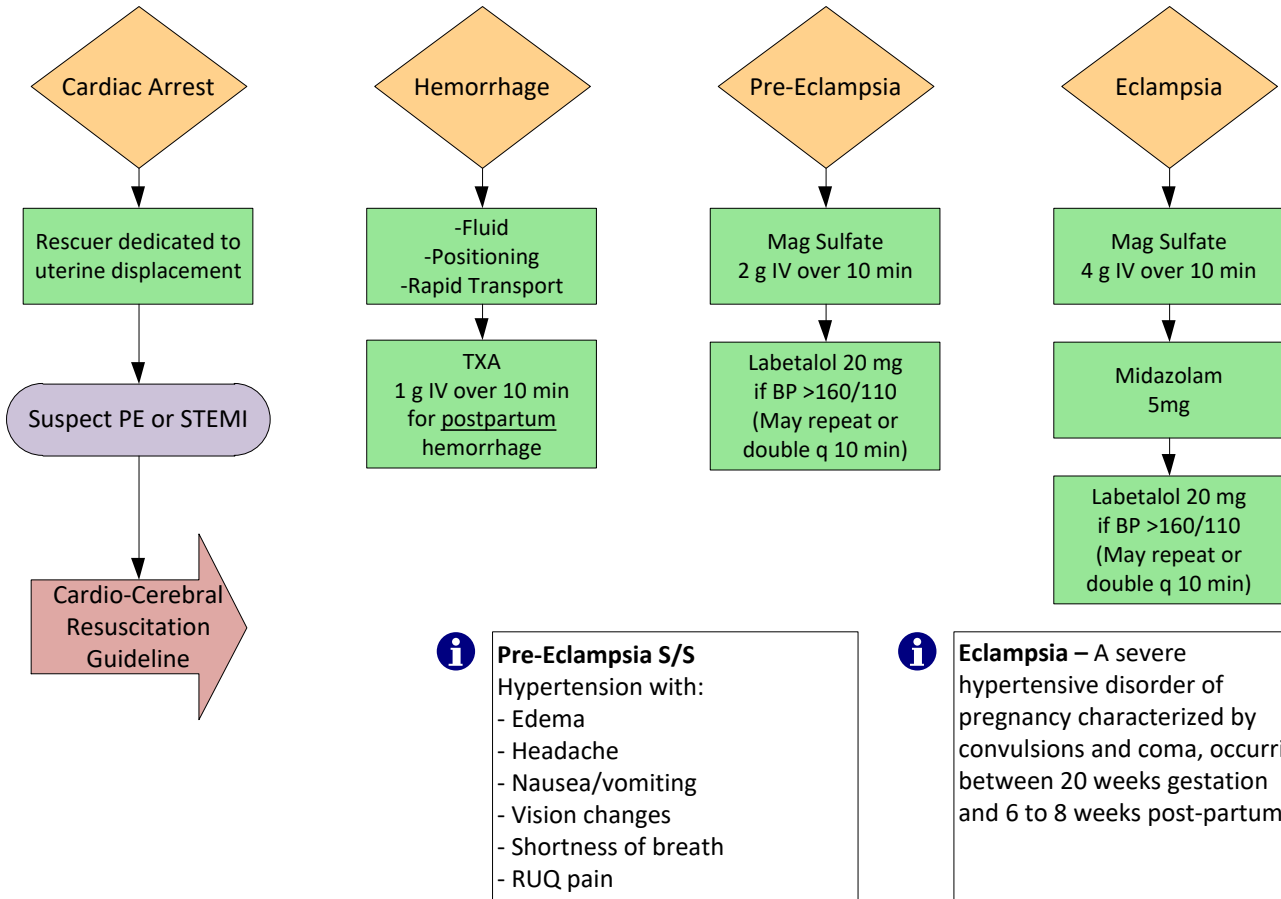 Cardiac Arrest
Rescuer dedicated to
uterine displacement
Suspect PE or STEMI
Cardio-Cerebral
Resuscitation
Guideline
Hemorrhage
-Fluid
-Positioning
-Rapid Transport
TXA
1 g IV over 10 min
for postpartum
hemorrhage
Pre-Eclampsia
Mag Sulfate
2 g IV over 10 min
Labetalol 20 mg
if BP >160/110
(May repeat or
double q 10 min)
Eclampsia
Mag Sulfate
4 g IV over 10 min
Midazolam
5mg
Labetalol 20 mg
if BP >160/110
(May repeat or
double q 10 min)
i
Pre-Eclampsia S/S
Hypertension with:
- Edema
- Headache
- Nausea/vomiting
- Vision changes
- Shortness of breath
- RUQ pain
i
Eclampsia – A severe
hypertensive disorder of
pregnancy characterized by
convulsions and coma, occurri
between 20 weeks gestation
and 6 to 8 weeks post-partum